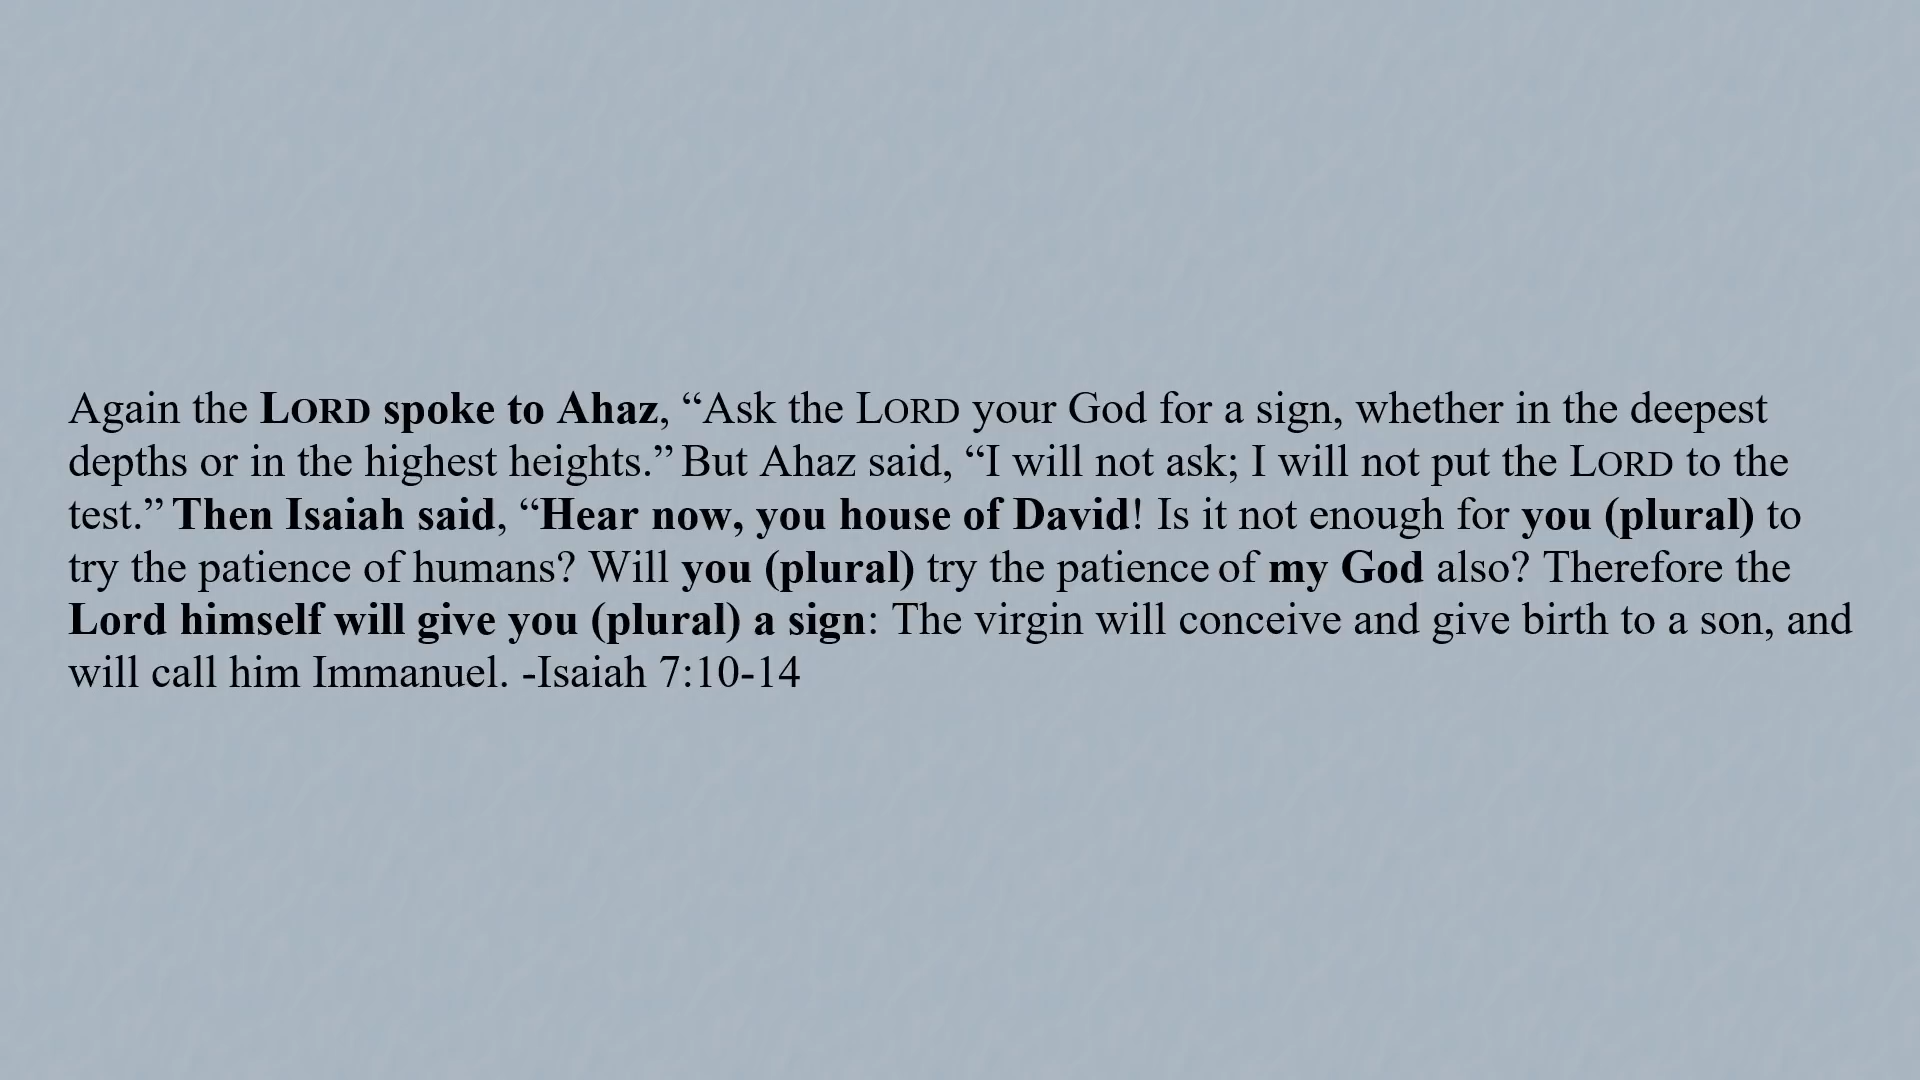 Again the LORD spoke to Ahaz, “Ask the LORD your God for a sign, whether in the deepest
depths or in the highest heights.” But Ahaz said, “I will not ask; I will not put the LORD to the
test.” Then Isaiah said, “Hear now, you house of David! Is it not enough for you (plural) to
try the patience of humans? Will you (plural) try the patience of my God also? Therefore the
Lord himself will give you (plural) a sign: The virgin will conceive and give birth to a son, and
will call him Immanuel. -Isaiah 7:10-14